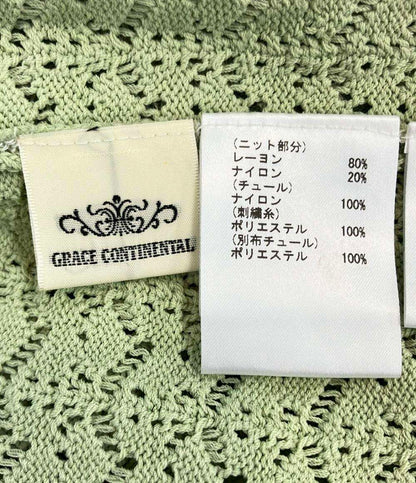 GRACE CONTINENTAL
(ニット部分)
レーヨン 80%
ナイロン 20%
(チュール)
ナイロン 100%
(刺繍糸)
ポリエステル 100%
(別布チュール)
ポリエステル 100%